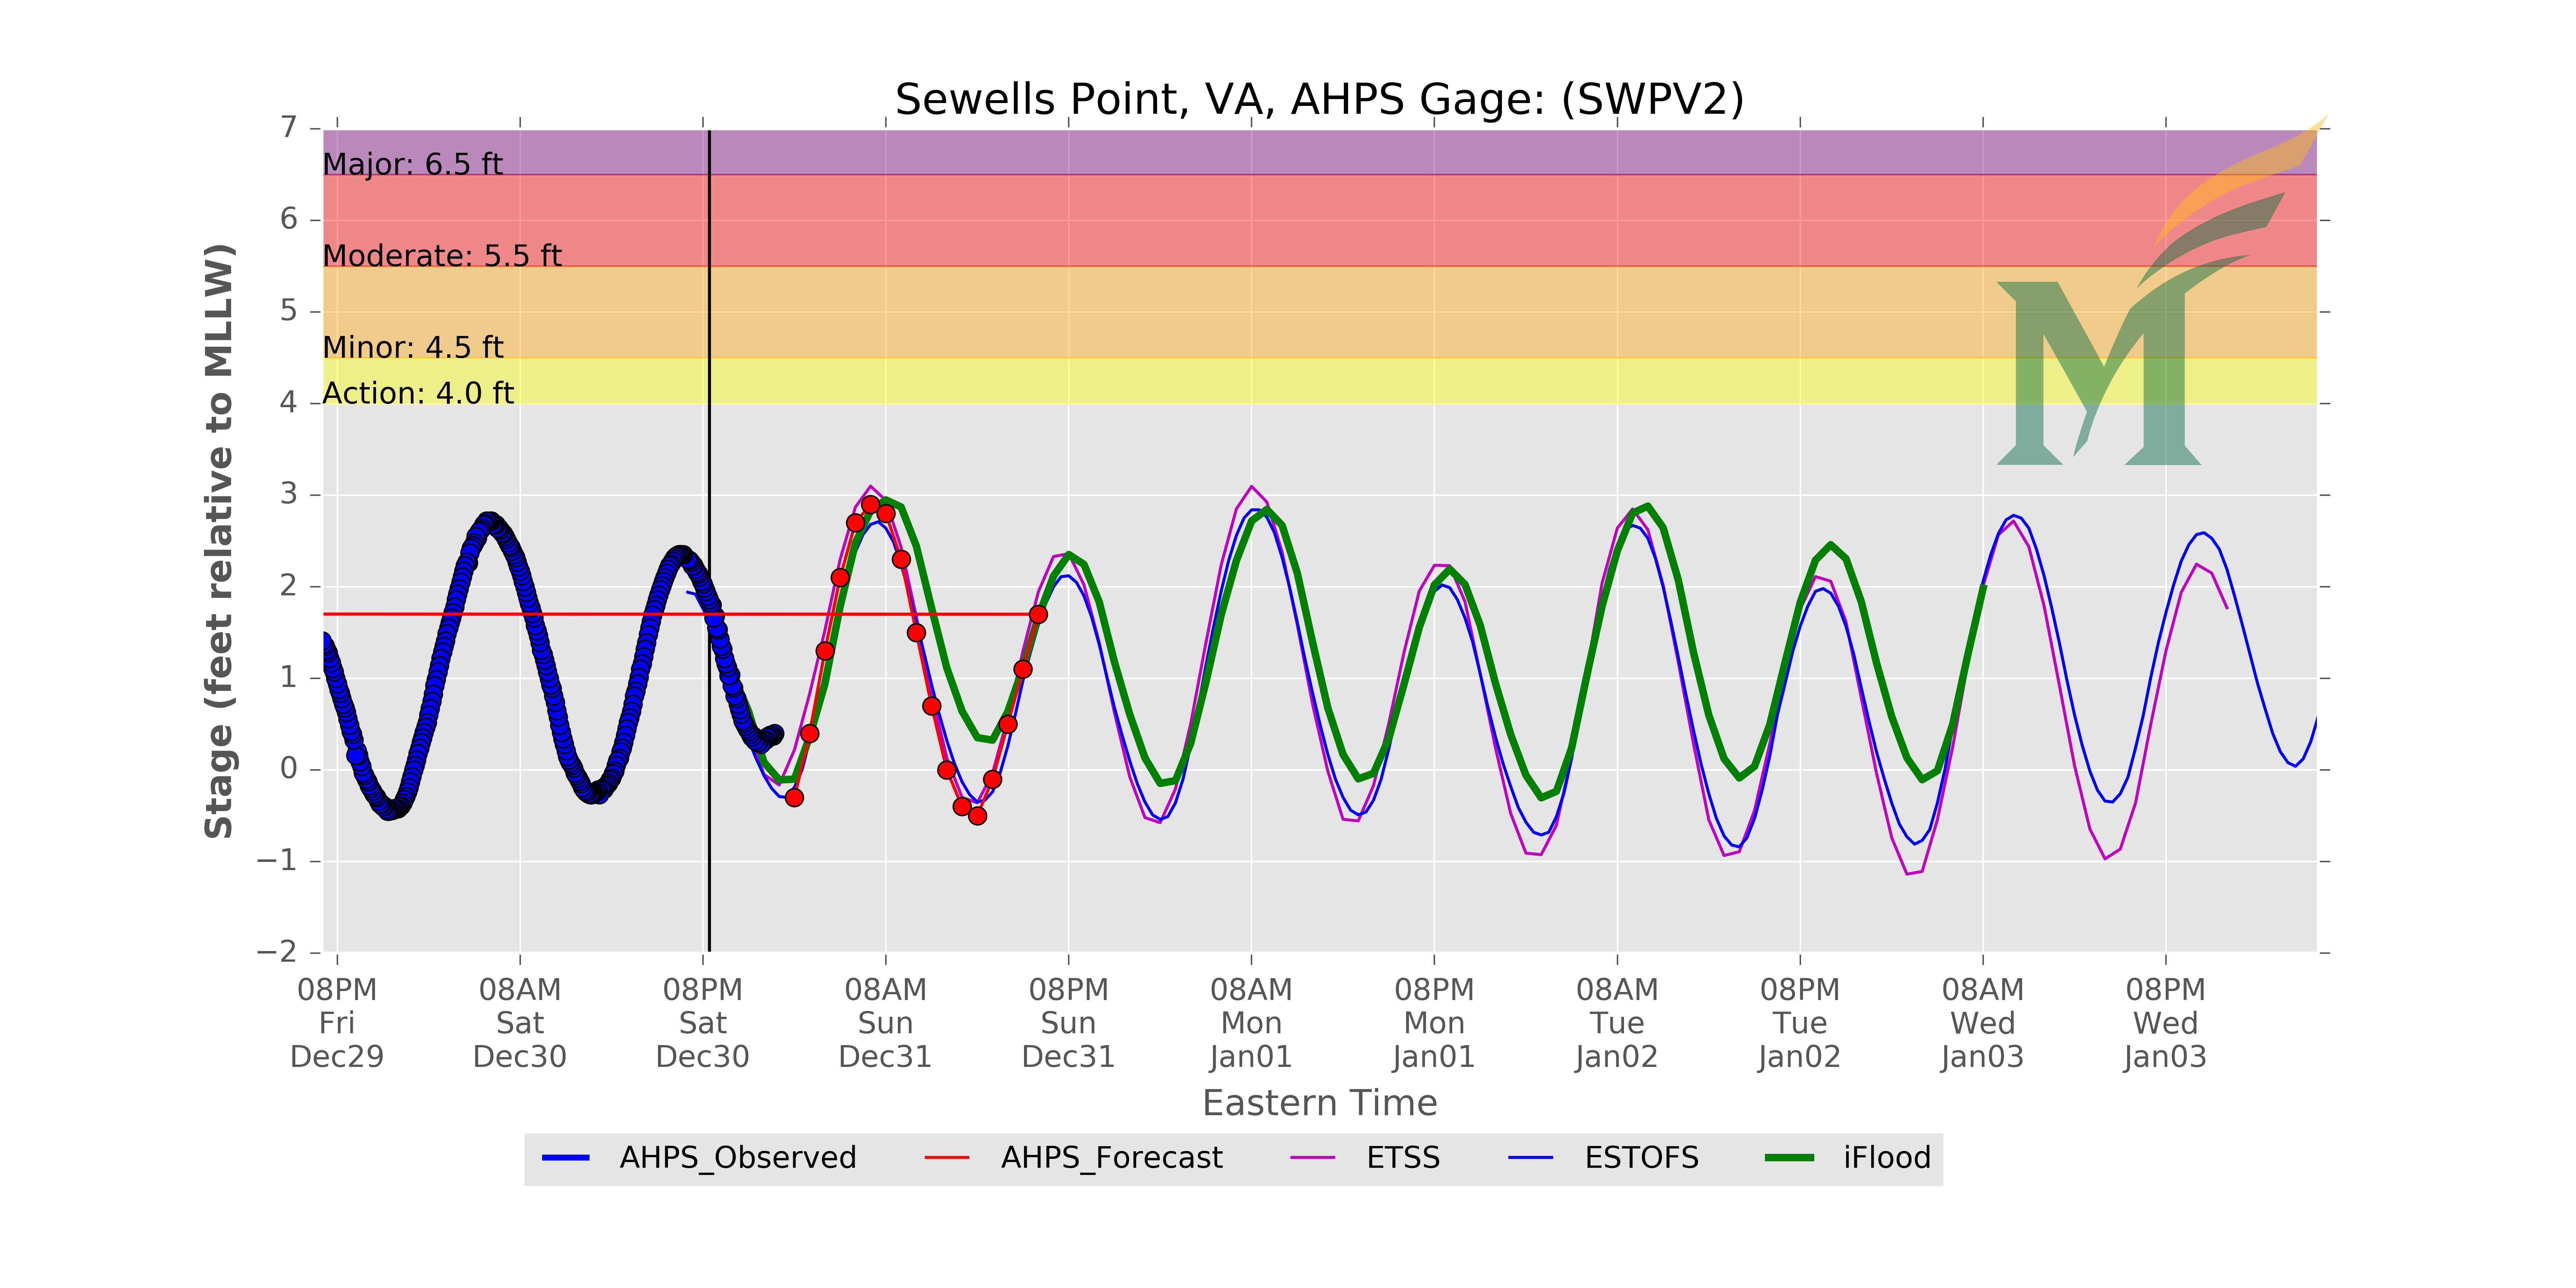 Sewells Point, VA, AHPS Gage: (SWPV2)
7
Major: 6.5 ft
6
Moderate: 5.5 ft
5
Minor: 4.5 ft
Action: 4.0 ft
4
3
2
1
0
−1
−2
Stage (feet relative to MLLW)
08PM 08AM 08PM 08AM 08PM 08AM 08PM 08AM 08PM 08AM 08PM
Fri Sat Sat Sun Sun Mon Mon Tue Tue Wed Wed
Dec29 Dec30 Dec30 Dec31 Dec31 Jan01 Jan01 Jan02 Jan02 Jan03 Jan03
Eastern Time
AHPS_Observed AHPS_Forecast ETSS ESTOFS iFlood
M